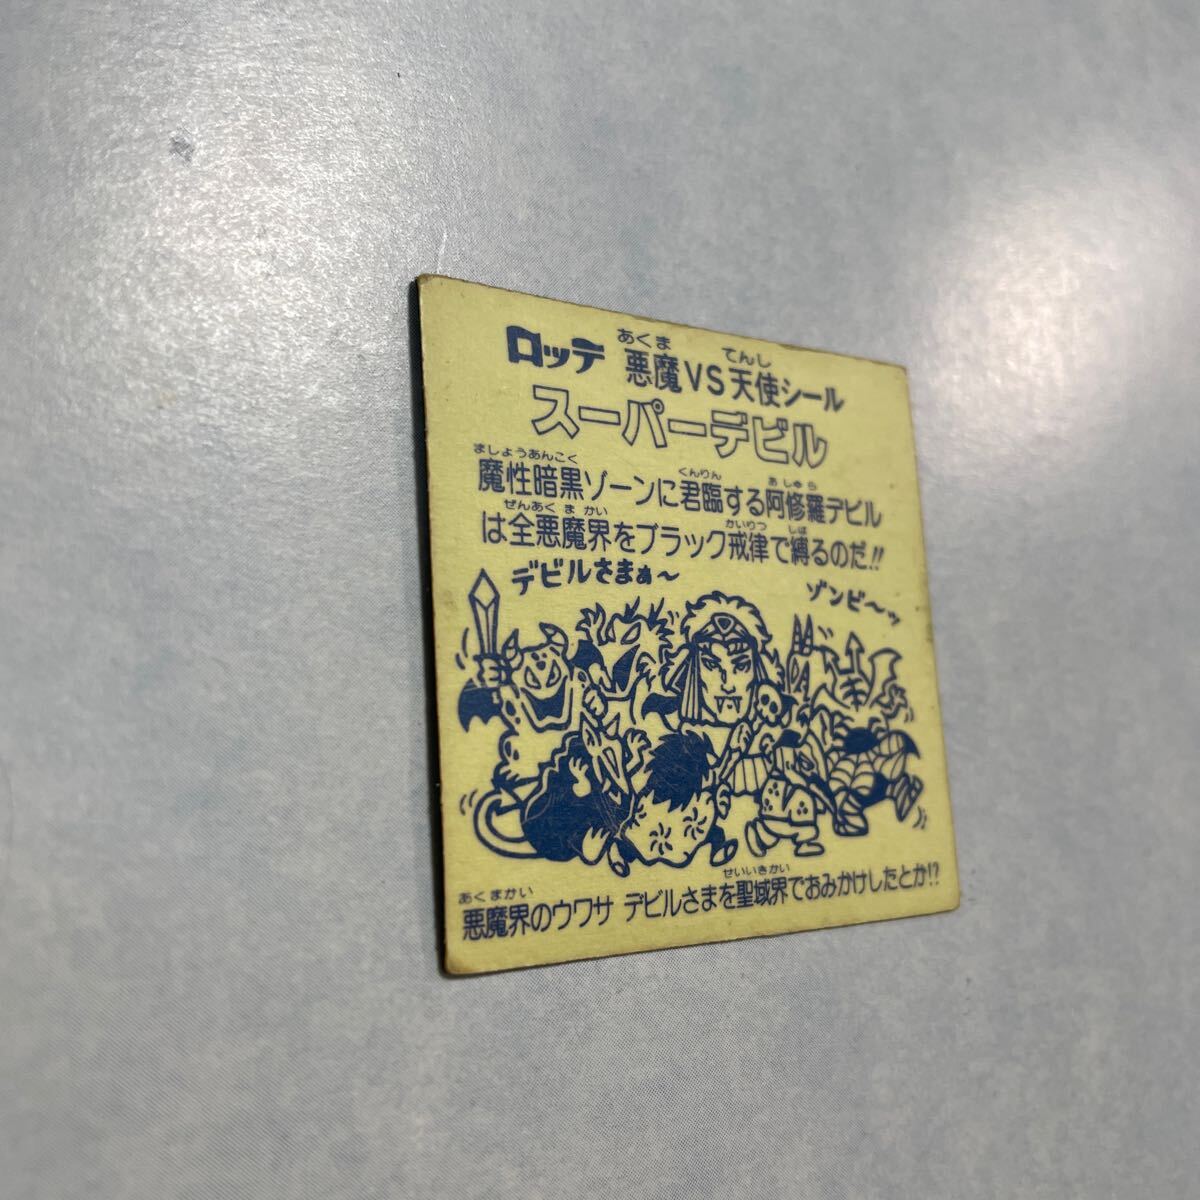 ロッテ 悪魔VS天使シール
あくま てんし
スーパーデビル
ましょうあんこく くんりん あしゅら
魔性暗黒ゾーンに君臨する阿修羅デビル
ぜんあくまかい かいりつ しば
は全悪魔界をブラック戒律で縛るのだ!!
デビルさまぁ〜
ゾンビ〜ッ
あくまかい せいいきかい
悪魔界のウワサ デビルさまを聖域界でおみかけしたとか!?